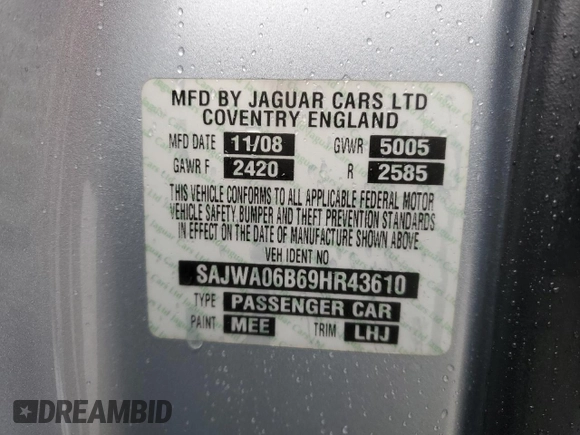 MFD BY JAGUAR CARS LTD
COVENTRY ENGLAND
MFD DATE 11/08 GVWR 5005
GAWR F 2420 R 2585
THIS VEHICLE CONFORMS TO ALL APPLICABLE FEDERAL MOTOR
VEHICLE SAFETY, BUMPER AND THEFT PREVENTION STANDARDS
IN EFFECT ON THE DATE OF MANUFACTURE SHOWN ABOVE.
VEH IDENT NO
SAJWA06B69HR43610
TYPE PASSENGER CAR
PAINT MEE TRIM LHJ
DREAMBID